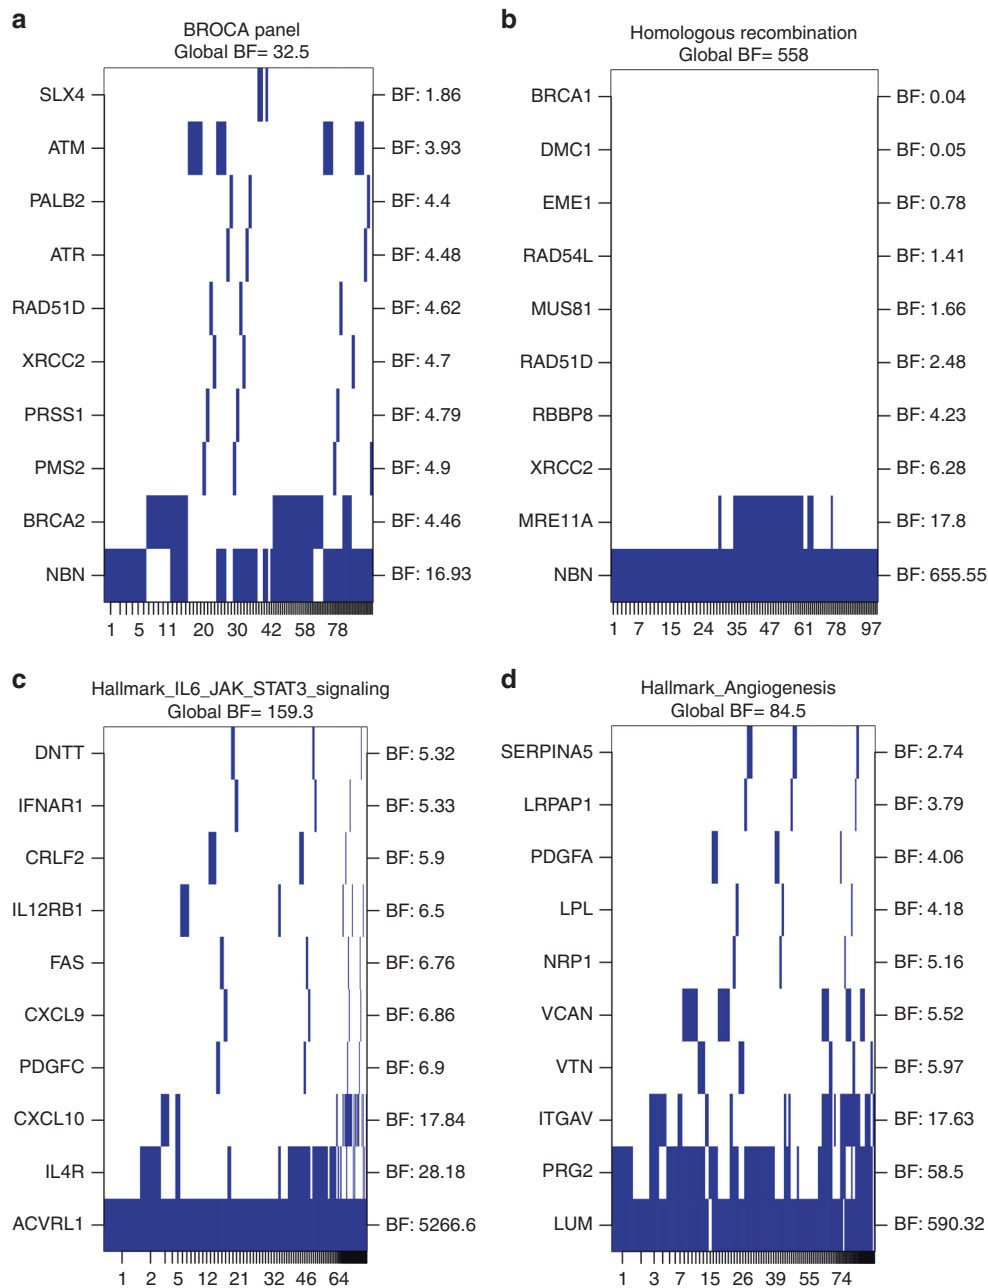 a
BROCA panel
Global BF= 32.5
SLX4 BF: 1.86
ATM BF: 3.93
PALB2 BF: 4.4
ATR BF: 4.48
RAD51D BF: 4.62
XRCC2 BF: 4.7
PRSS1 BF: 4.79
PMS2 BF: 4.9
BRCA2 BF: 4.46
NBN BF: 16.93
1 5 11 20 30 42 58 78
b
Homologous recombination
Global BF= 558
BRCA1 BF: 0.04
DMC1 BF: 0.05
EME1 BF: 0.78
RAD54L BF: 1.41
MUS81 BF: 1.66
RAD51D BF: 2.48
RBBP8 BF: 4.23
XRCC2 BF: 6.28
MRE11A BF: 17.8
NBN BF: 655.55
1 7 15 24 35 47 61 78 97
c
Hallmark_IL6_JAK_STAT3_signaling
Global BF= 159.3
DNTT BF: 5.32
IFNAR1 BF: 5.33
CRLF2 BF: 5.9
IL12RB1 BF: 6.5
FAS BF: 6.76
CXCL9 BF: 6.86
PDGFC BF: 6.9
CXCL10 BF: 17.84
IL4R BF: 28.18
ACVRL1 BF: 5266.6
1 2 5 12 21 32 46 64
d
Hallmark_Angiogenesis
Global BF= 84.5
SERPINA5 BF: 2.74
LRPAP1 BF: 3.79
PDGFA BF: 4.06
LPL BF: 4.18
NRP1 BF: 5.16
VCAN BF: 5.52
VTN BF: 5.97
ITGAV BF: 17.63
PRG2 BF: 58.5
LUM BF: 590.32
1 3 7 15 26 39 55 74